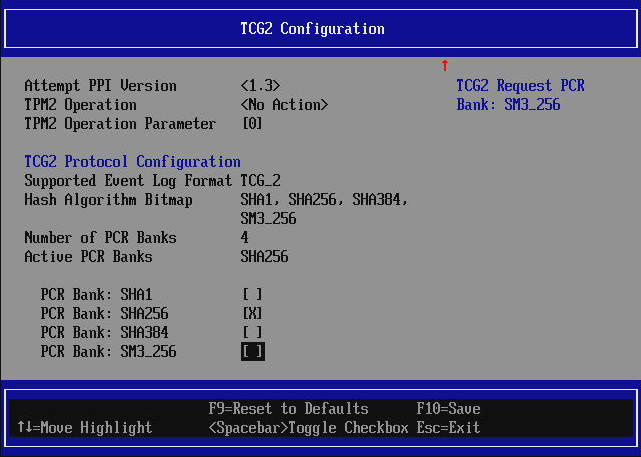 TCG2 Configuration
↑
Attempt PPI Version <1.3> TCG2 Request PCR
TPM2 Operation <No Action> Bank: SM3_256
TPM2 Operation Parameter [0]
TCG2 Protocol Configuration
Supported Event Log Format TCG_2
Hash Algorithm Bitmap SHA1, SHA256, SHA384,
SM3_256
Number of PCR Banks 4
Active PCR Banks SHA256
PCR Bank: SHA1 [ ]
PCR Bank: SHA256 [X]
PCR Bank: SHA384 [ ]
PCR Bank: SM3_256 [ ]
F9=Reset to Defaults F10=Save
↑↓=Move Highlight <Spacebar>Toggle Checkbox Esc=Exit